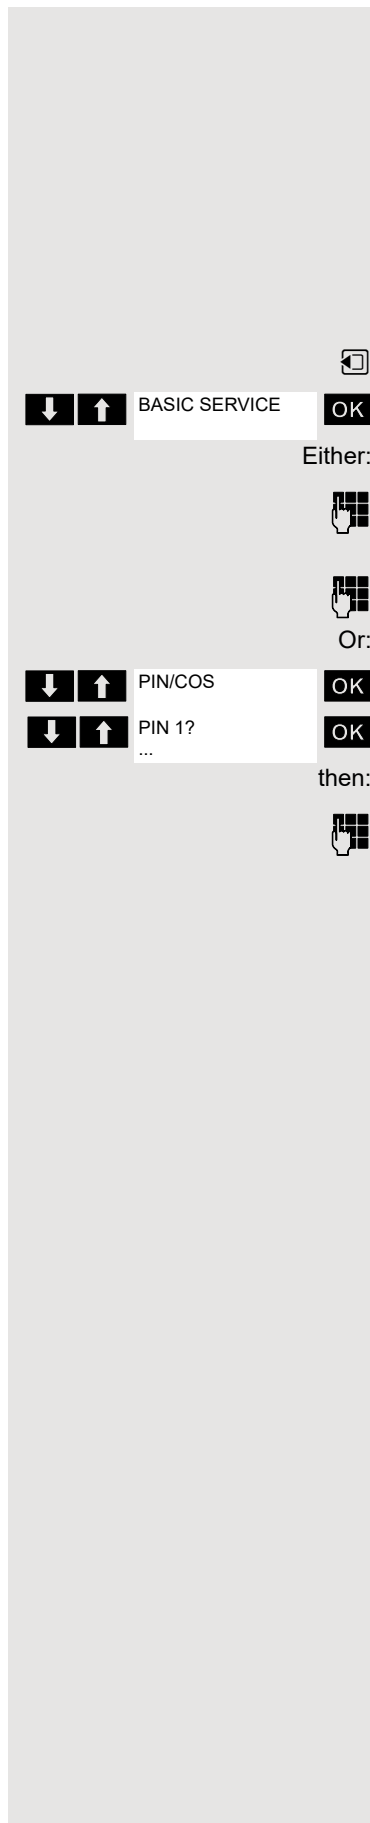 BASIC SERVICE OK
Either:
Or:
PIN/COS OK
PIN 1? OK
...
then: